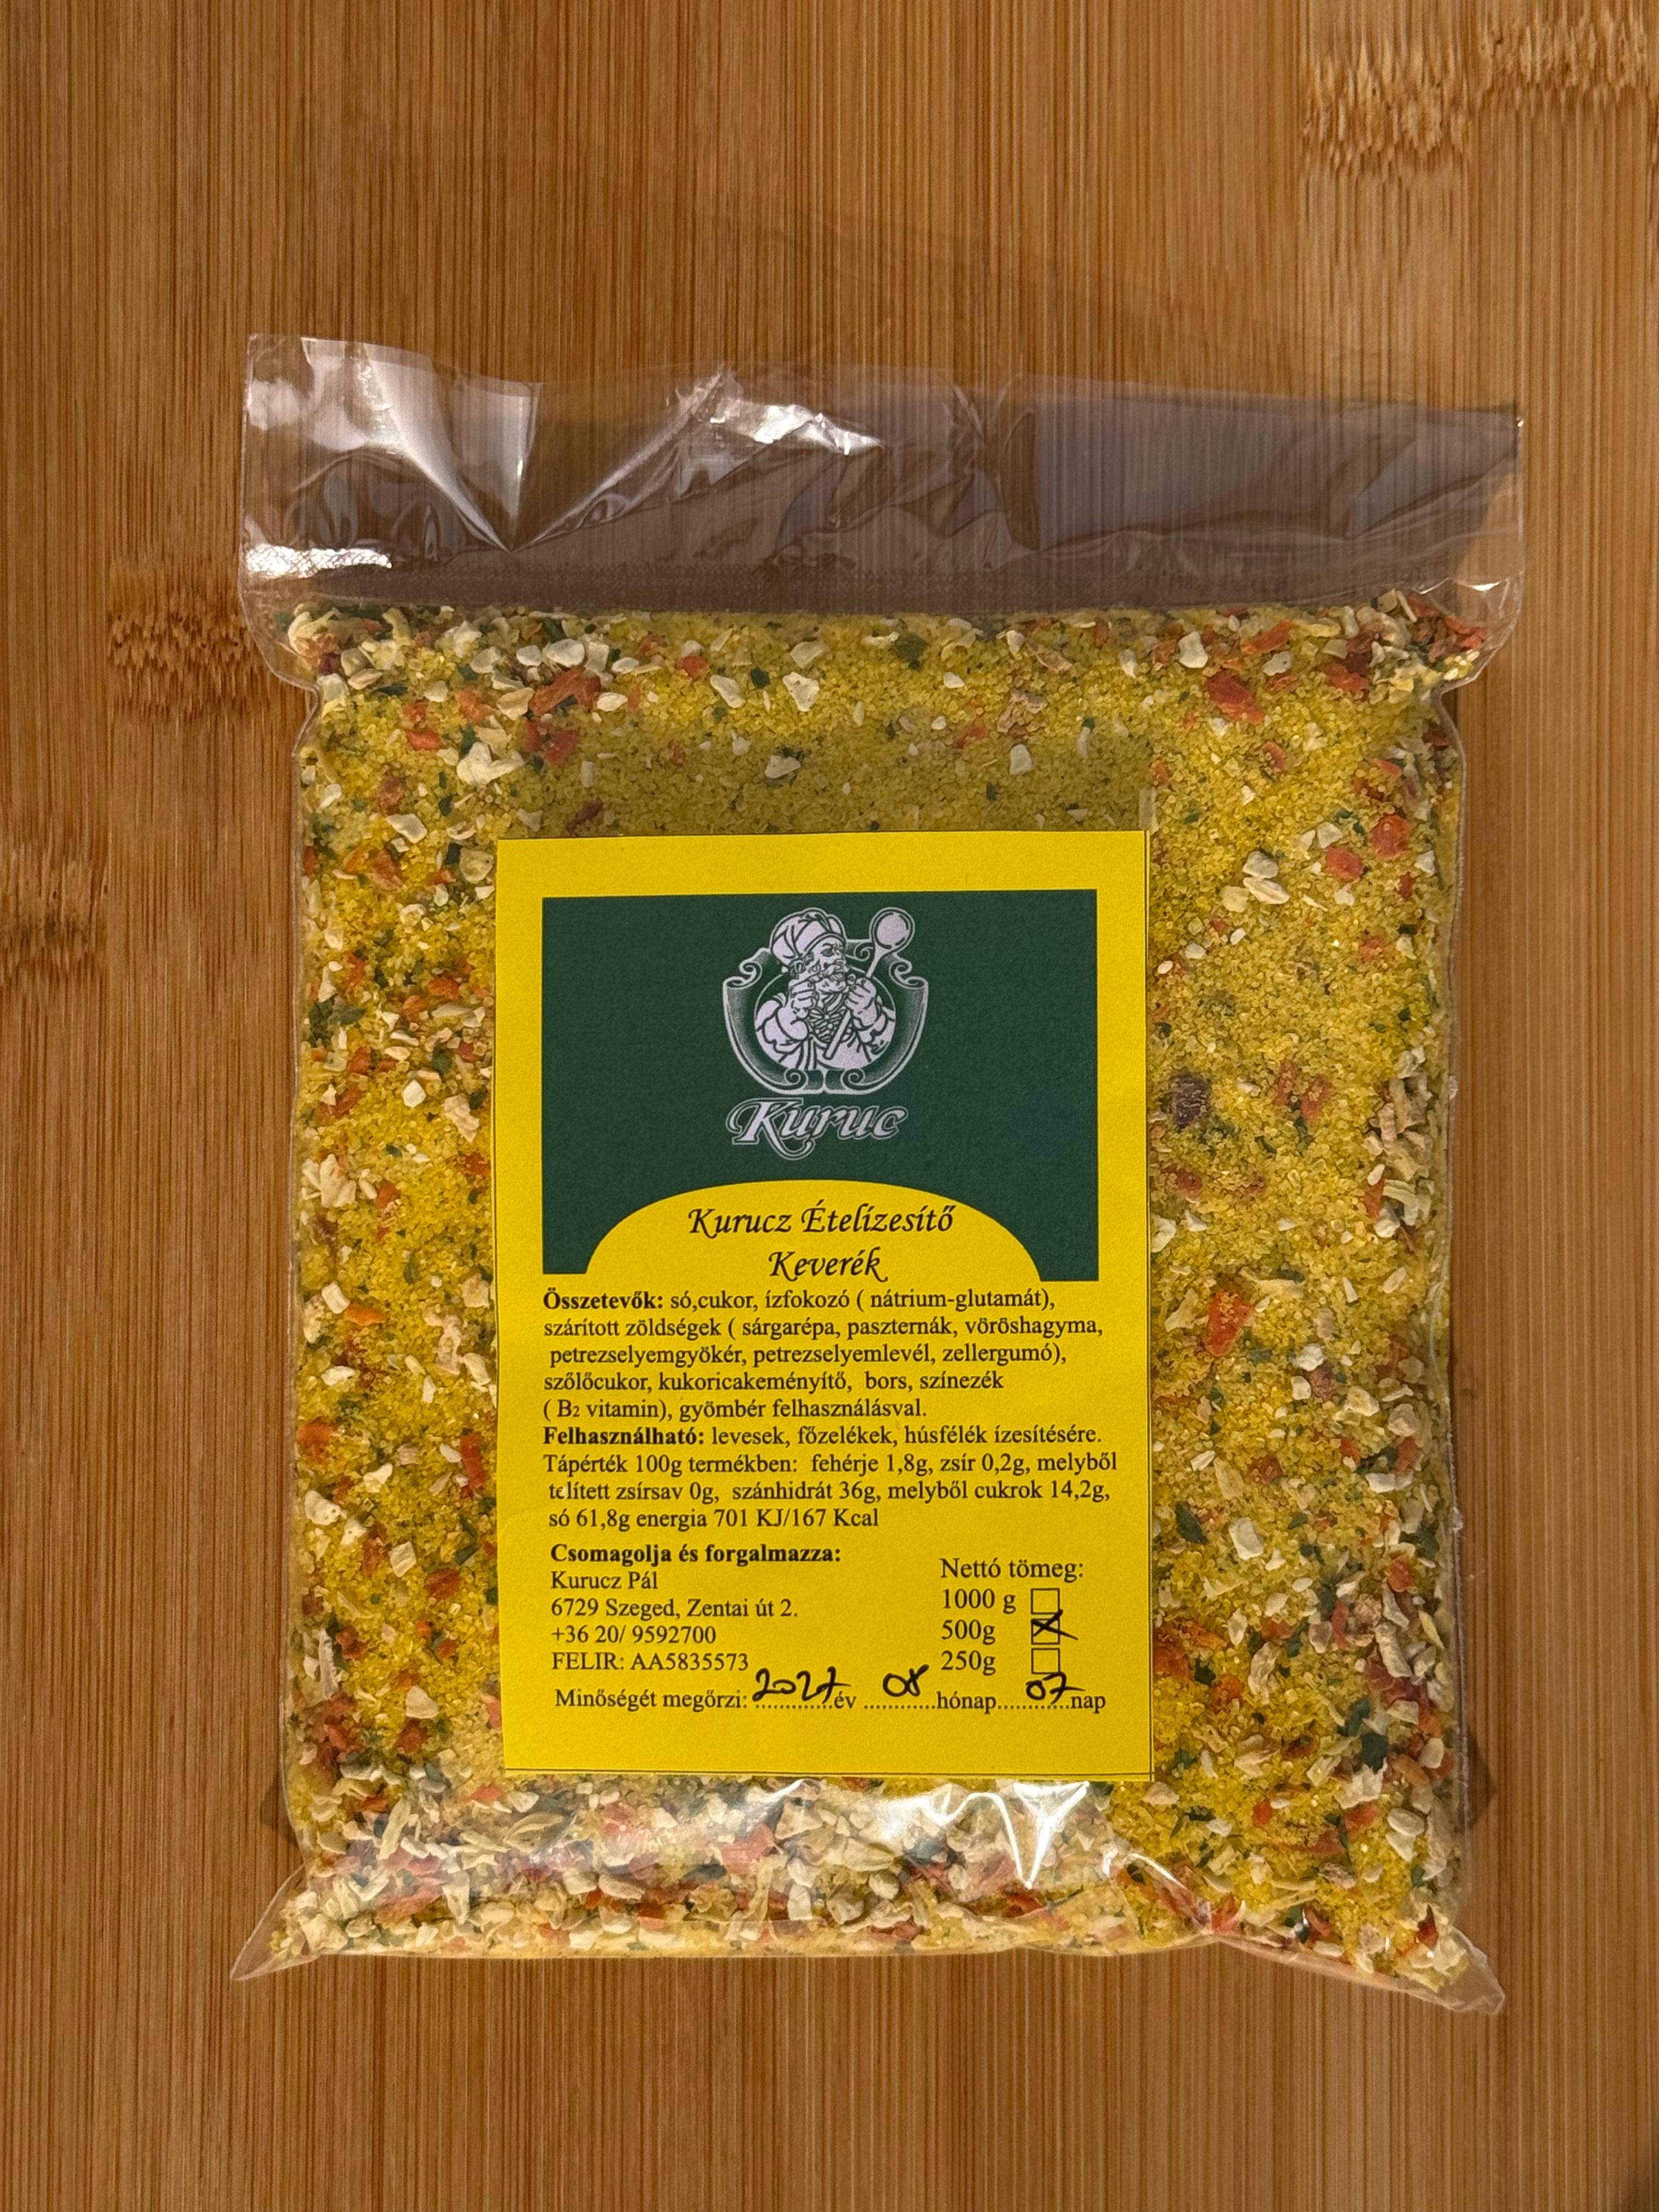 Kuruc
Kurucz Ételízesítő
Keverék
Összetevők: só,cukor, ízfokozó ( nátrium-glutamát),
szárított zöldségek ( sárgarépa, paszternák, vöröshagyma,
petrezselyemgyökér, petrezselyemlevél, zellergumó),
szőlőcukor, kukoricakeményítő, bors, színezék
( B₂ vitamin), gyömbér felhasználásval.
Felhasználható: levesek, főzelékek, húsfélék ízesítésére.
Tápérték 100g termékben: fehérje 1,8g, zsír 0,2g, melyből
telített zsírsav 0g, szánhidrát 36g, melyből cukrok 14,2g,
só 61,8g energia 701 KJ/167 Kcal
Csomagolja és forgalmazza:
Kurucz Pál
6729 Szeged, Zentai út 2.
+36 20/ 9592700
FELIR: AA5835573
Nettó tömeg:
1000 g
500g
250g
Minőségét megőrzi: 2027 év 08 hónap 07 nap